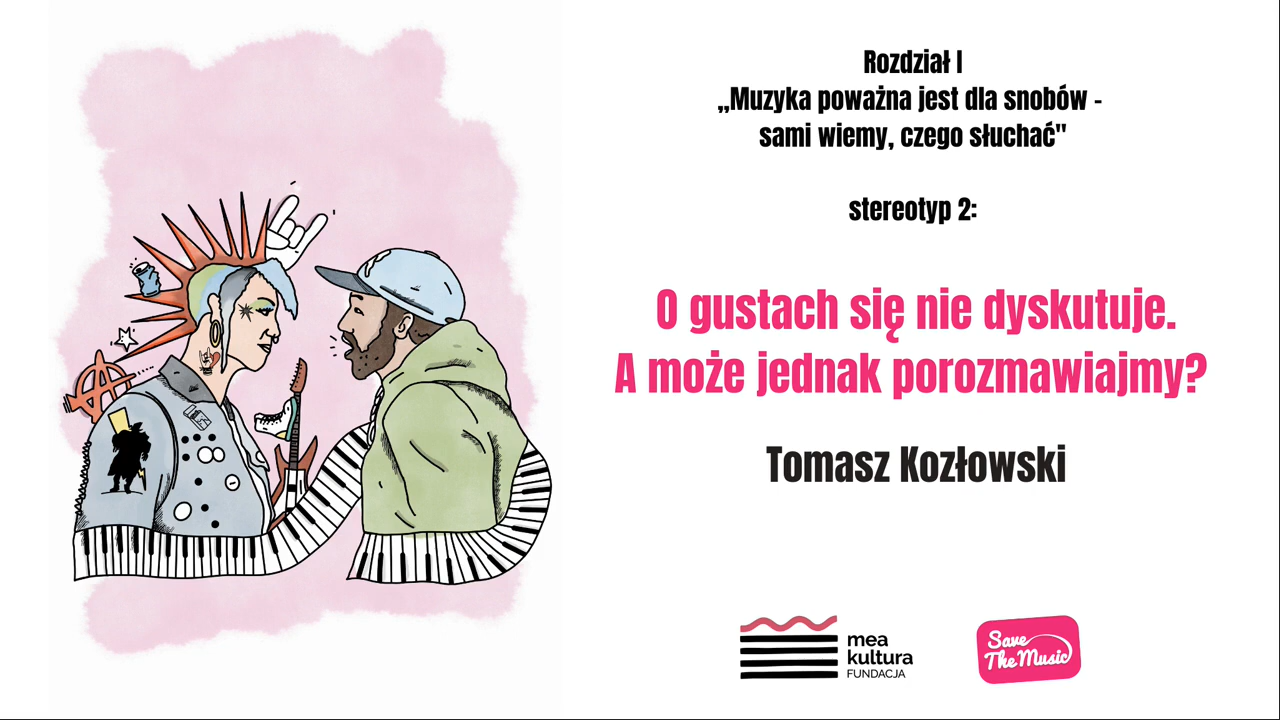 Rozdział I
„Muzyka poważna jest dla snobów -
sami wiemy, czego słuchać"
stereotyp 2:
O gustach się nie dyskutuje.
A może jednak porozmawiajmy?
Tomasz Kozłowski
mea
kultura
FUNDACJA
Save
The Music